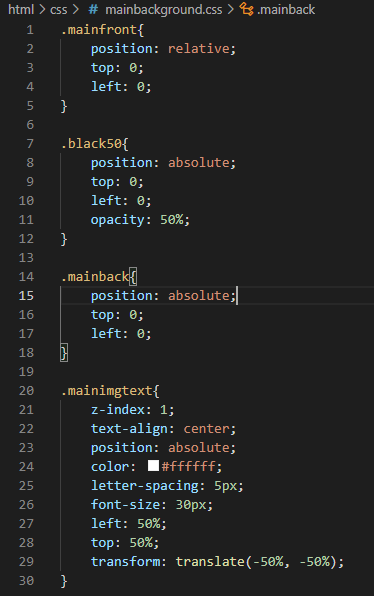 html > css > # mainbackground.css > .mainback
1 .mainfront{
2 position: relative;
3 top: 0;
4 left: 0;
5 }
6
7 .black50{
8 position: absolute;
9 top: 0;
10 left: 0;
11 opacity: 50%;
12 }
13
14 .mainback{
15 position: absolute;
16 top: 0;
17 left: 0;
18 }
19
20 .mainimgtext{
21 z-index: 1;
22 text-align: center;
23 position: absolute;
24 color: #ffffff;
25 letter-spacing: 5px;
26 font-size: 30px;
27 left: 50%;
28 top: 50%;
29 transform: translate(-50%, -50%);
30 }